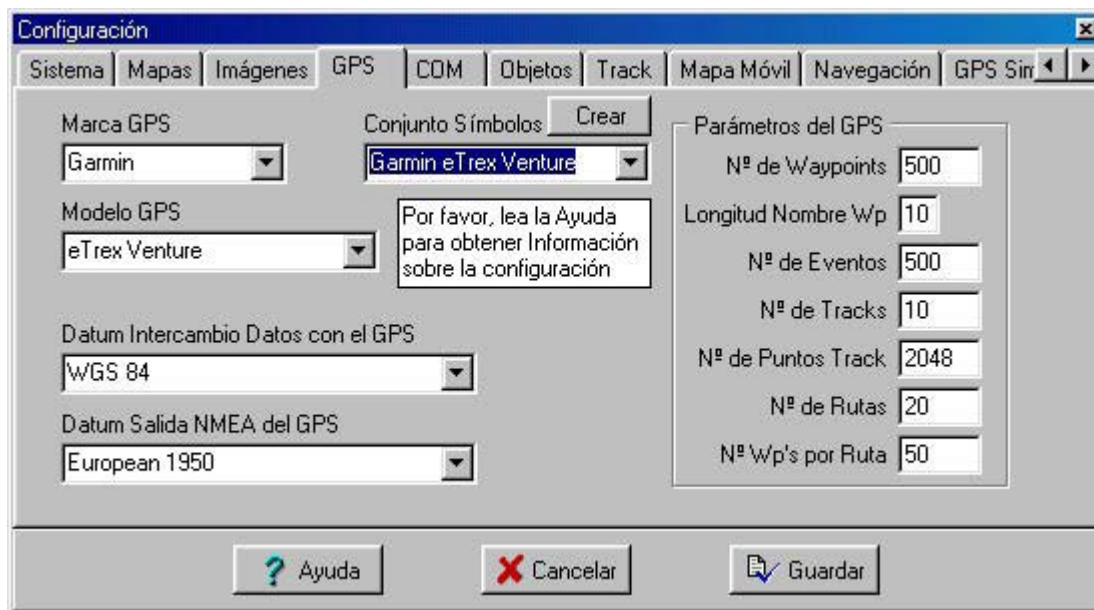 Configuración
Sistema Mapas Imágenes GPS COM Objetos Track Mapa Móvil Navegación GPS Sim
Marca GPS
Garmin
Conjunto Símbolos Crear
Garmin eTrex Venture
Modelo GPS
eTrex Venture
Por favor, lea la Ayuda
para obtener Información
sobre la configuración
Datum Intercambio Datos con el GPS
WGS 84
Datum Salida NMEA del GPS
European 1950
Parámetros del GPS
Nº de Waypoints 500
Longitud Nombre Wp 10
Nº de Eventos 500
Nº de Tracks 10
Nº de Puntos Track 2048
Nº de Rutas 20
Nº Wp's por Ruta 50
? Ayuda Cancelar Guardar